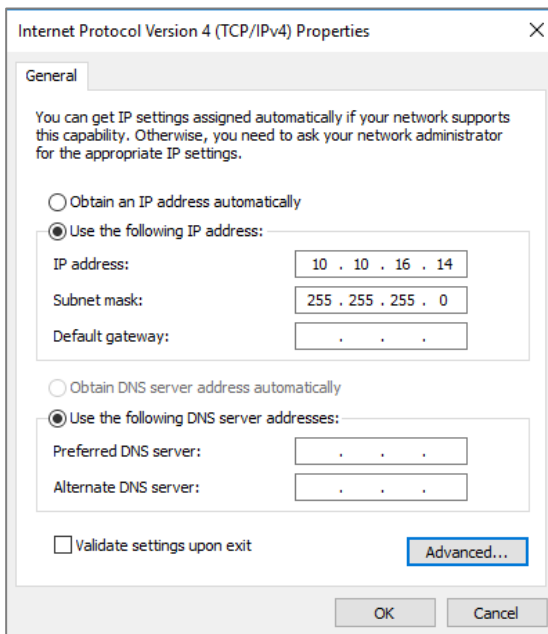 Internet Protocol Version 4 (TCP/IPv4) Properties
General
You can get IP settings assigned automatically if your network supports
this capability. Otherwise, you need to ask your network administrator
for the appropriate IP settings.
Obtain an IP address automatically
Use the following IP address:
IP address: 10 . 10 . 16 . 14
Subnet mask: 255 . 255 . 255 . 0
Default gateway: . . .
Obtain DNS server address automatically
Use the following DNS server addresses:
Preferred DNS server: . . .
Alternate DNS server: . . .
Validate settings upon exit
Advanced...
OK Cancel